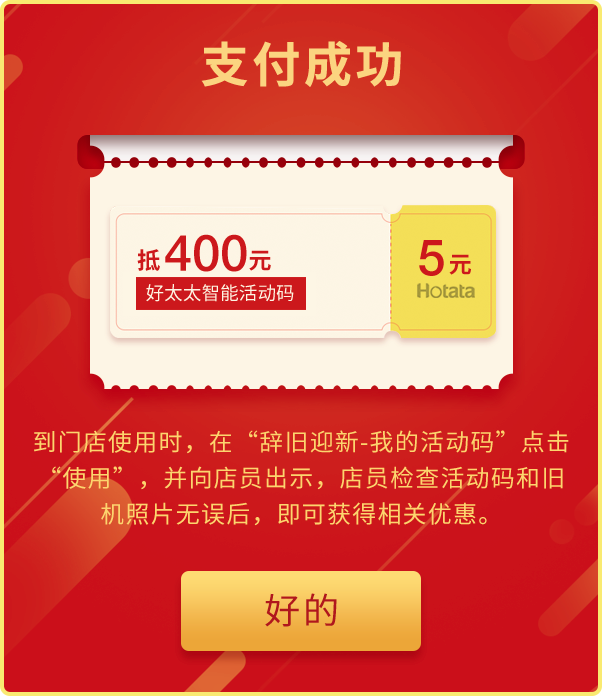 支付成功
抵400元
好太太智能活动码
5元
Hotata
到门店使用时，在“辞旧迎新-我的活动码”点击
“使用”，并向店员出示，店员检查活动码和旧
机照片无误后，即可获得相关优惠。
好的